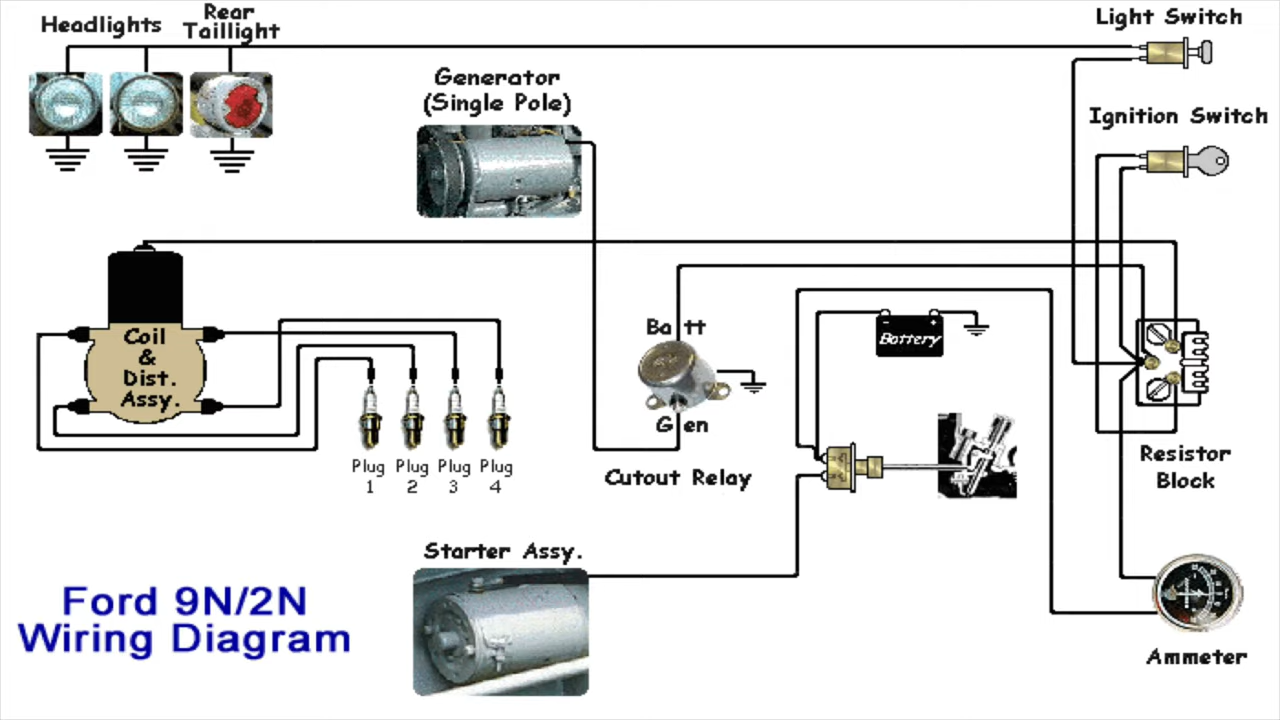 Headlights
Rear
Taillight
Light Switch
Generator
(Single Pole)
Ignition Switch
Coil
&
Dist.
Assy.
Batt
Battery
Gen
Plug
1
Plug
2
Plug
3
Plug
4
Cutout Relay
Resistor
Block
Starter Assy.
Ford 9N/2N
Wiring Diagram
Ammeter